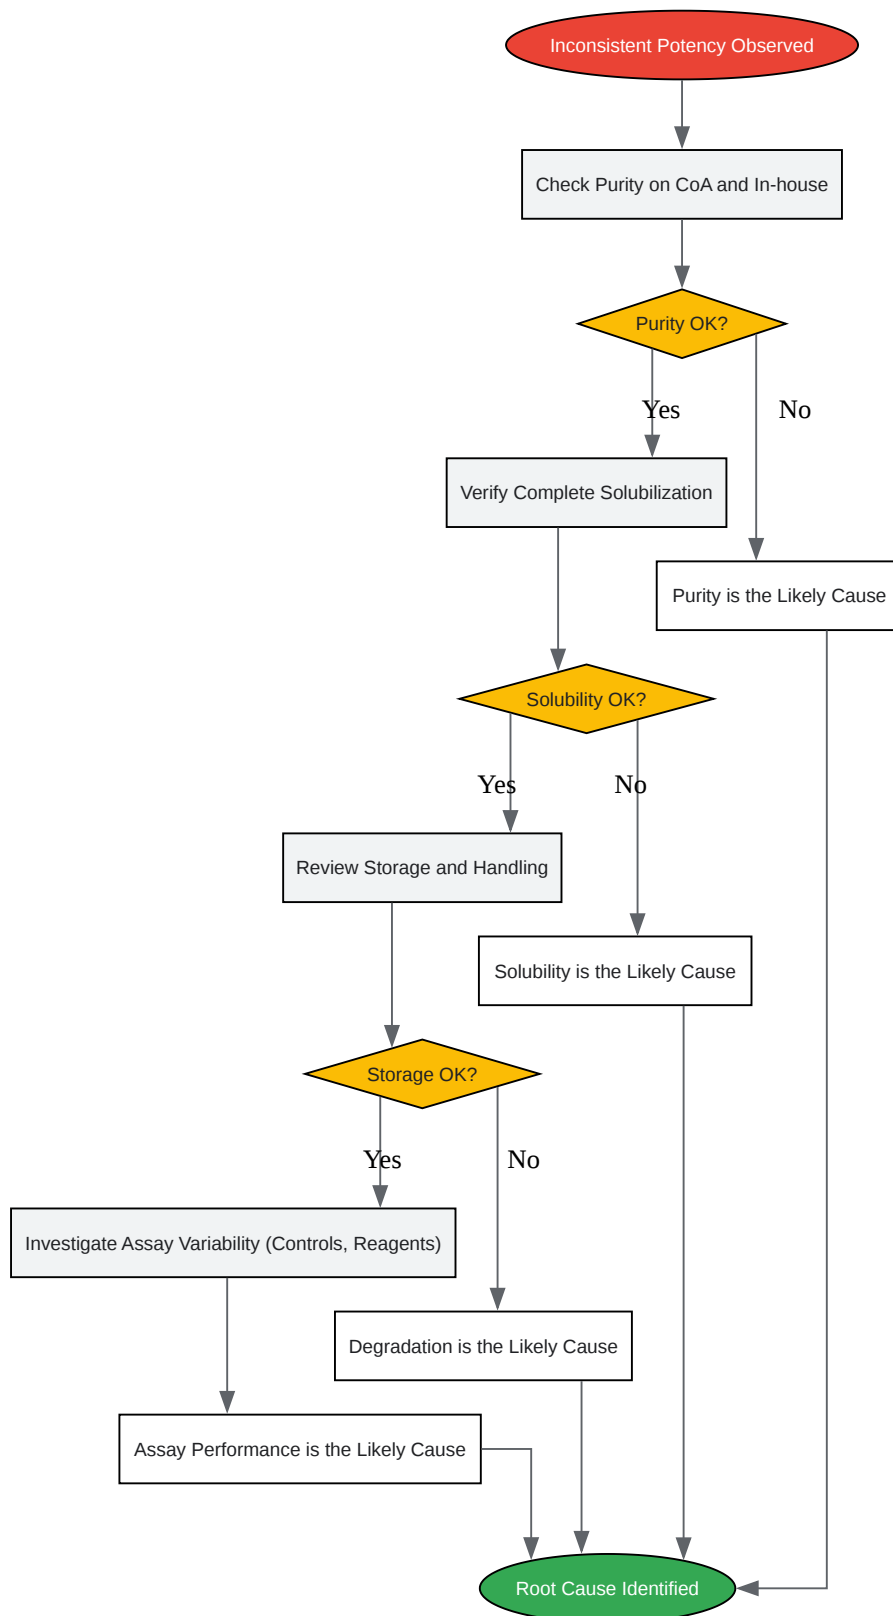 Inconsistent Potency Observed
Check Purity on CoA and In-house
Purity OK?
Yes
No
Verify Complete Solubilization
Purity is the Likely Cause
Solubility OK?
Yes
No
Review Storage and Handling
Solubility is the Likely Cause
Storage OK?
Yes
No
Investigate Assay Variability (Controls, Reagents)
Degradation is the Likely Cause
Assay Performance is the Likely Cause
Root Cause Identified